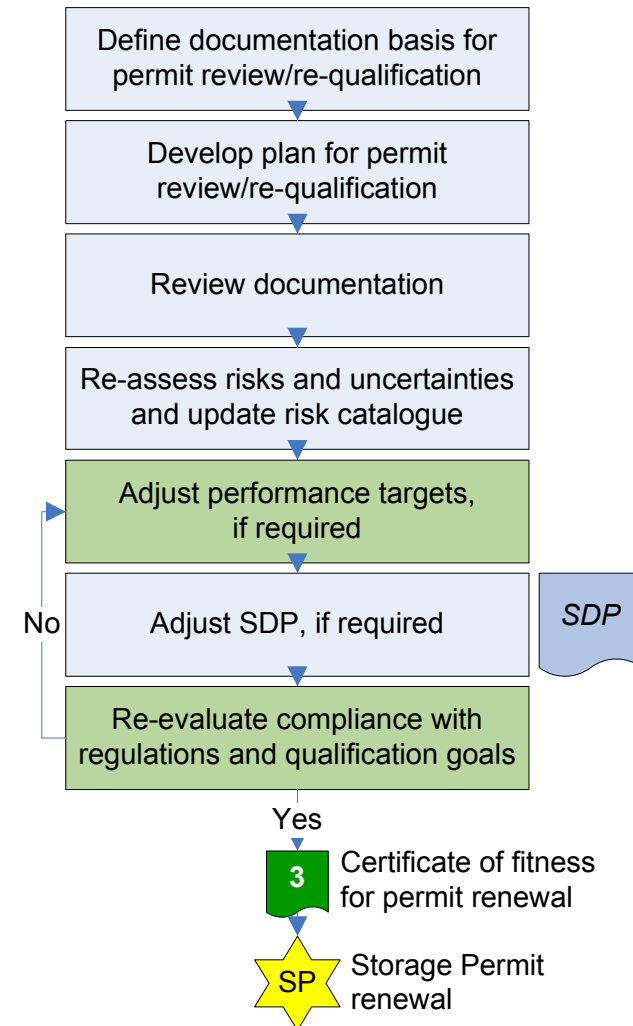 Define documentation basis for
permit review/re-qualification
Develop plan for permit
review/re-qualification
Review documentation
Re-assess risks and uncertainties
and update risk catalogue
Adjust performance targets,
if required
No
Adjust SDP, if required
SDP
Re-evaluate compliance with
regulations and qualification goals
Yes
3
Certificate of fitness
for permit renewal
SP
Storage Permit
renewal